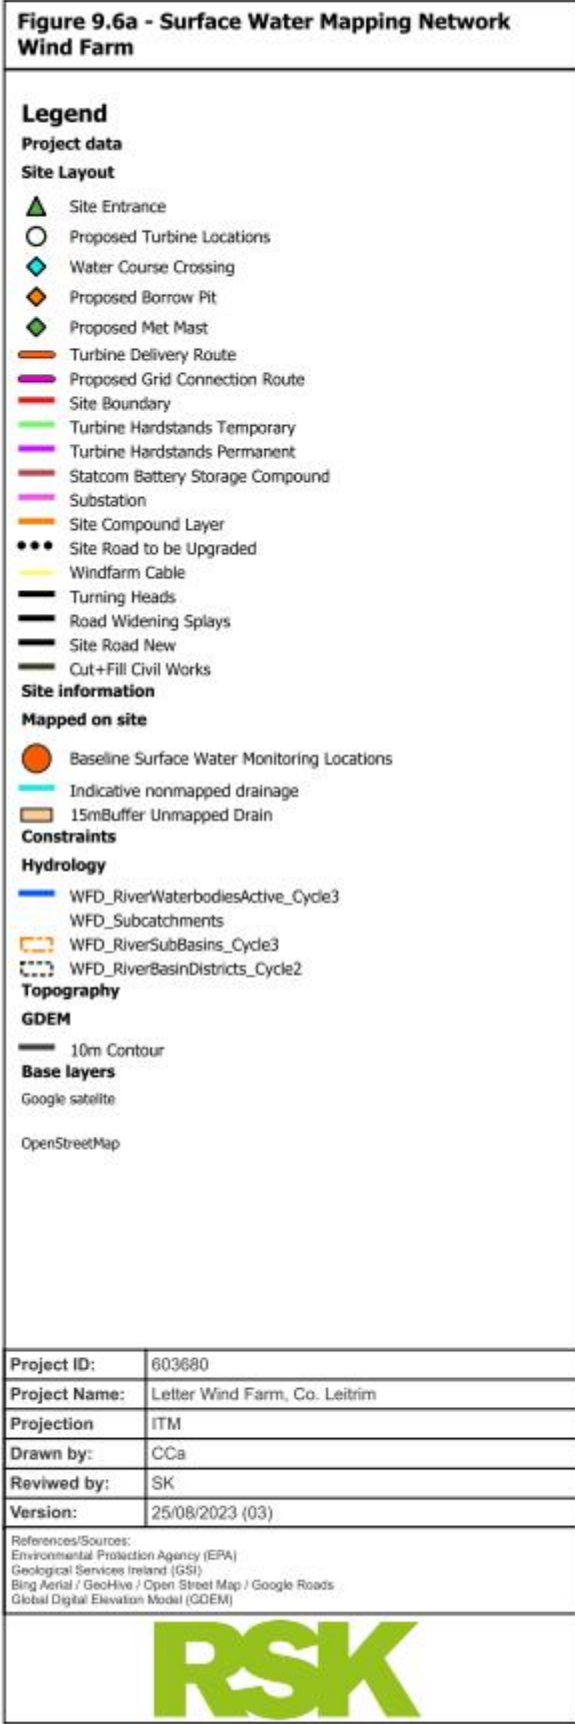 Figure 9.6a - Surface Water Mapping Network
Wind Farm
Legend
Project data
Site Layout
Site Entrance
Proposed Turbine Locations
Water Course Crossing
Proposed Borrow Pit
Proposed Met Mast
Turbine Delivery Route
Proposed Grid Connection Route
Site Boundary
Turbine Hardstands Temporary
Turbine Hardstands Permanent
Statcom Battery Storage Compound
Substation
Site Compound Layer
Site Road to be Upgraded
Windfarm Cable
Turning Heads
Road Widening Splays
Site Road New
Cut+Fill Civil Works
Site information
Mapped on site
Baseline Surface Water Monitoring Locations
Indicative nonmapped drainage
15mBuffer Unmapped Drain
Constraints
Hydrology
WFD_RiverWaterbodiesActive_Cycle3
WFD_Subcatchments
WFD_RiverSubBasins_Cycle3
WFD_RiverBasinDistricts_Cycle2
Topography
GDEM
10m Contour
Base layers
Google satelite
OpenStreetMap
Project ID: 603680
Project Name: Letter Wind Farm, Co. Leitrim
Projection ITM
Drawn by: CCa
Reviwed by: SK
Version: 25/08/2023 (03)
References/Sources:
Environmental Protection Agency (EPA)
Geological Services Ireland (GSI)
Bing Aerial / GeoHive / Open Street Map / Google Roads
Global Digital Elevation Model (GDEM)
RSK